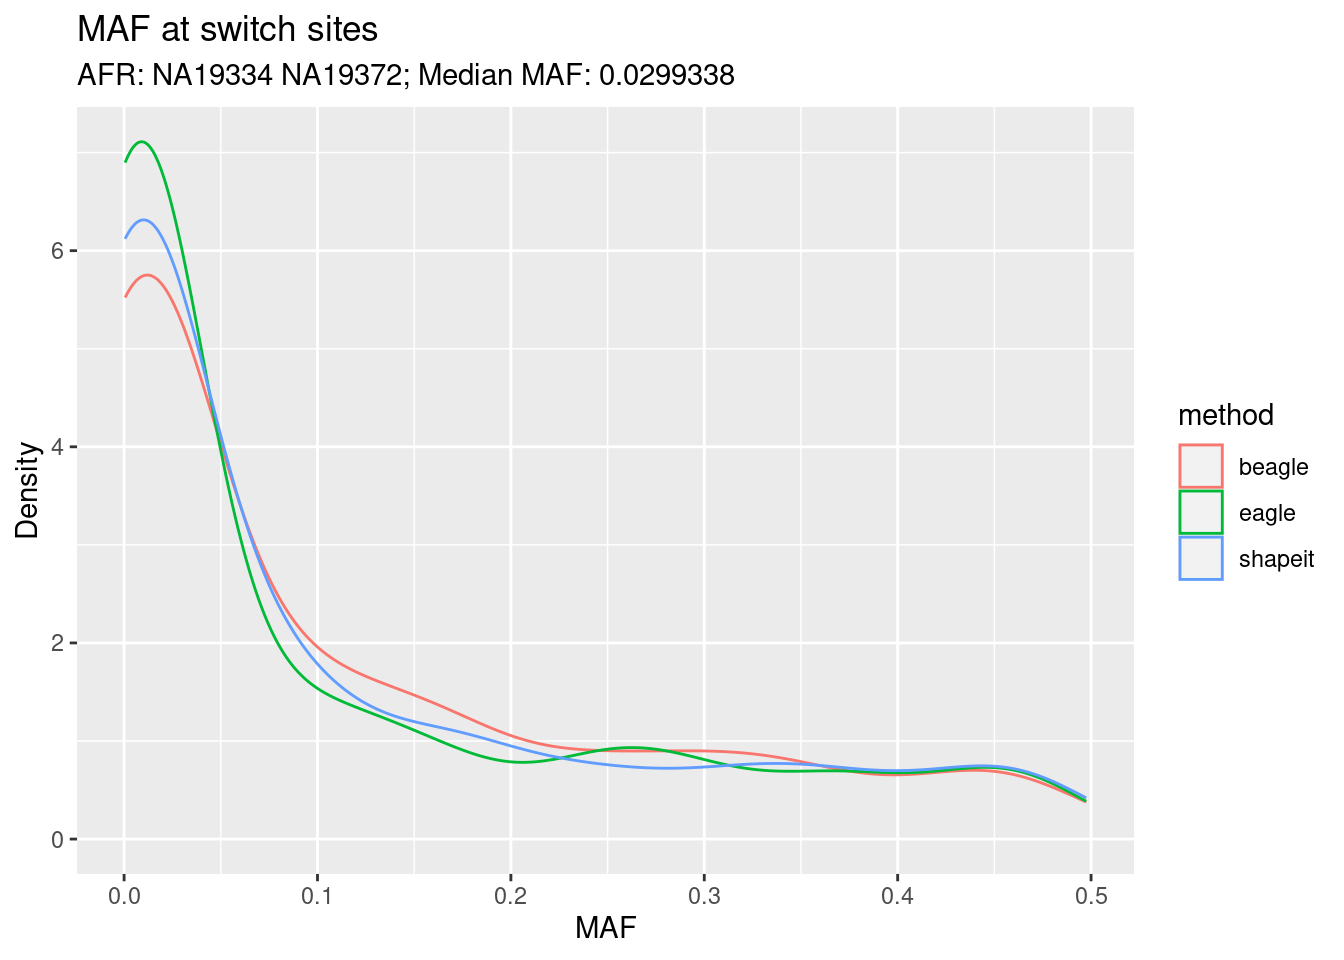 MAF at switch sites
AFR: NA19334 NA19372; Median MAF: 0.0299338
Density
6
4
2
0
0.0 0.1 0.2 0.3 0.4 0.5
MAF
method
beagle
eagle
shapeit